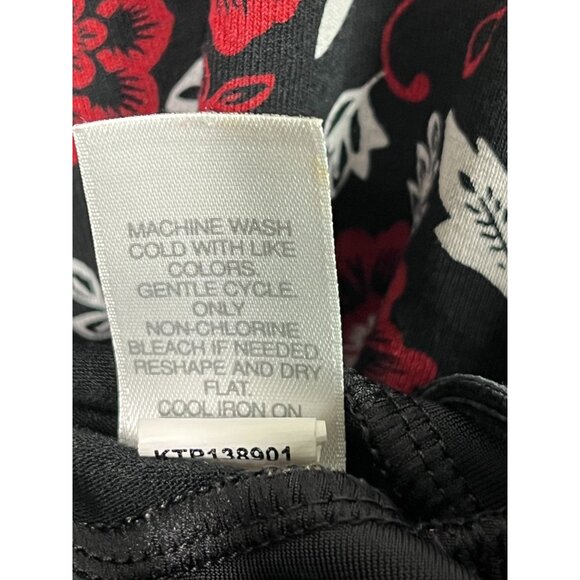 MACHINE WASH
COLD WITH LIKE
COLORS.
GENTLE CYCLE.
ONLY
NON-CHLORINE
BLEACH IF NEEDED
RESHAPE AND DRY
FLAT.
COOL IRON ON
KTP138901